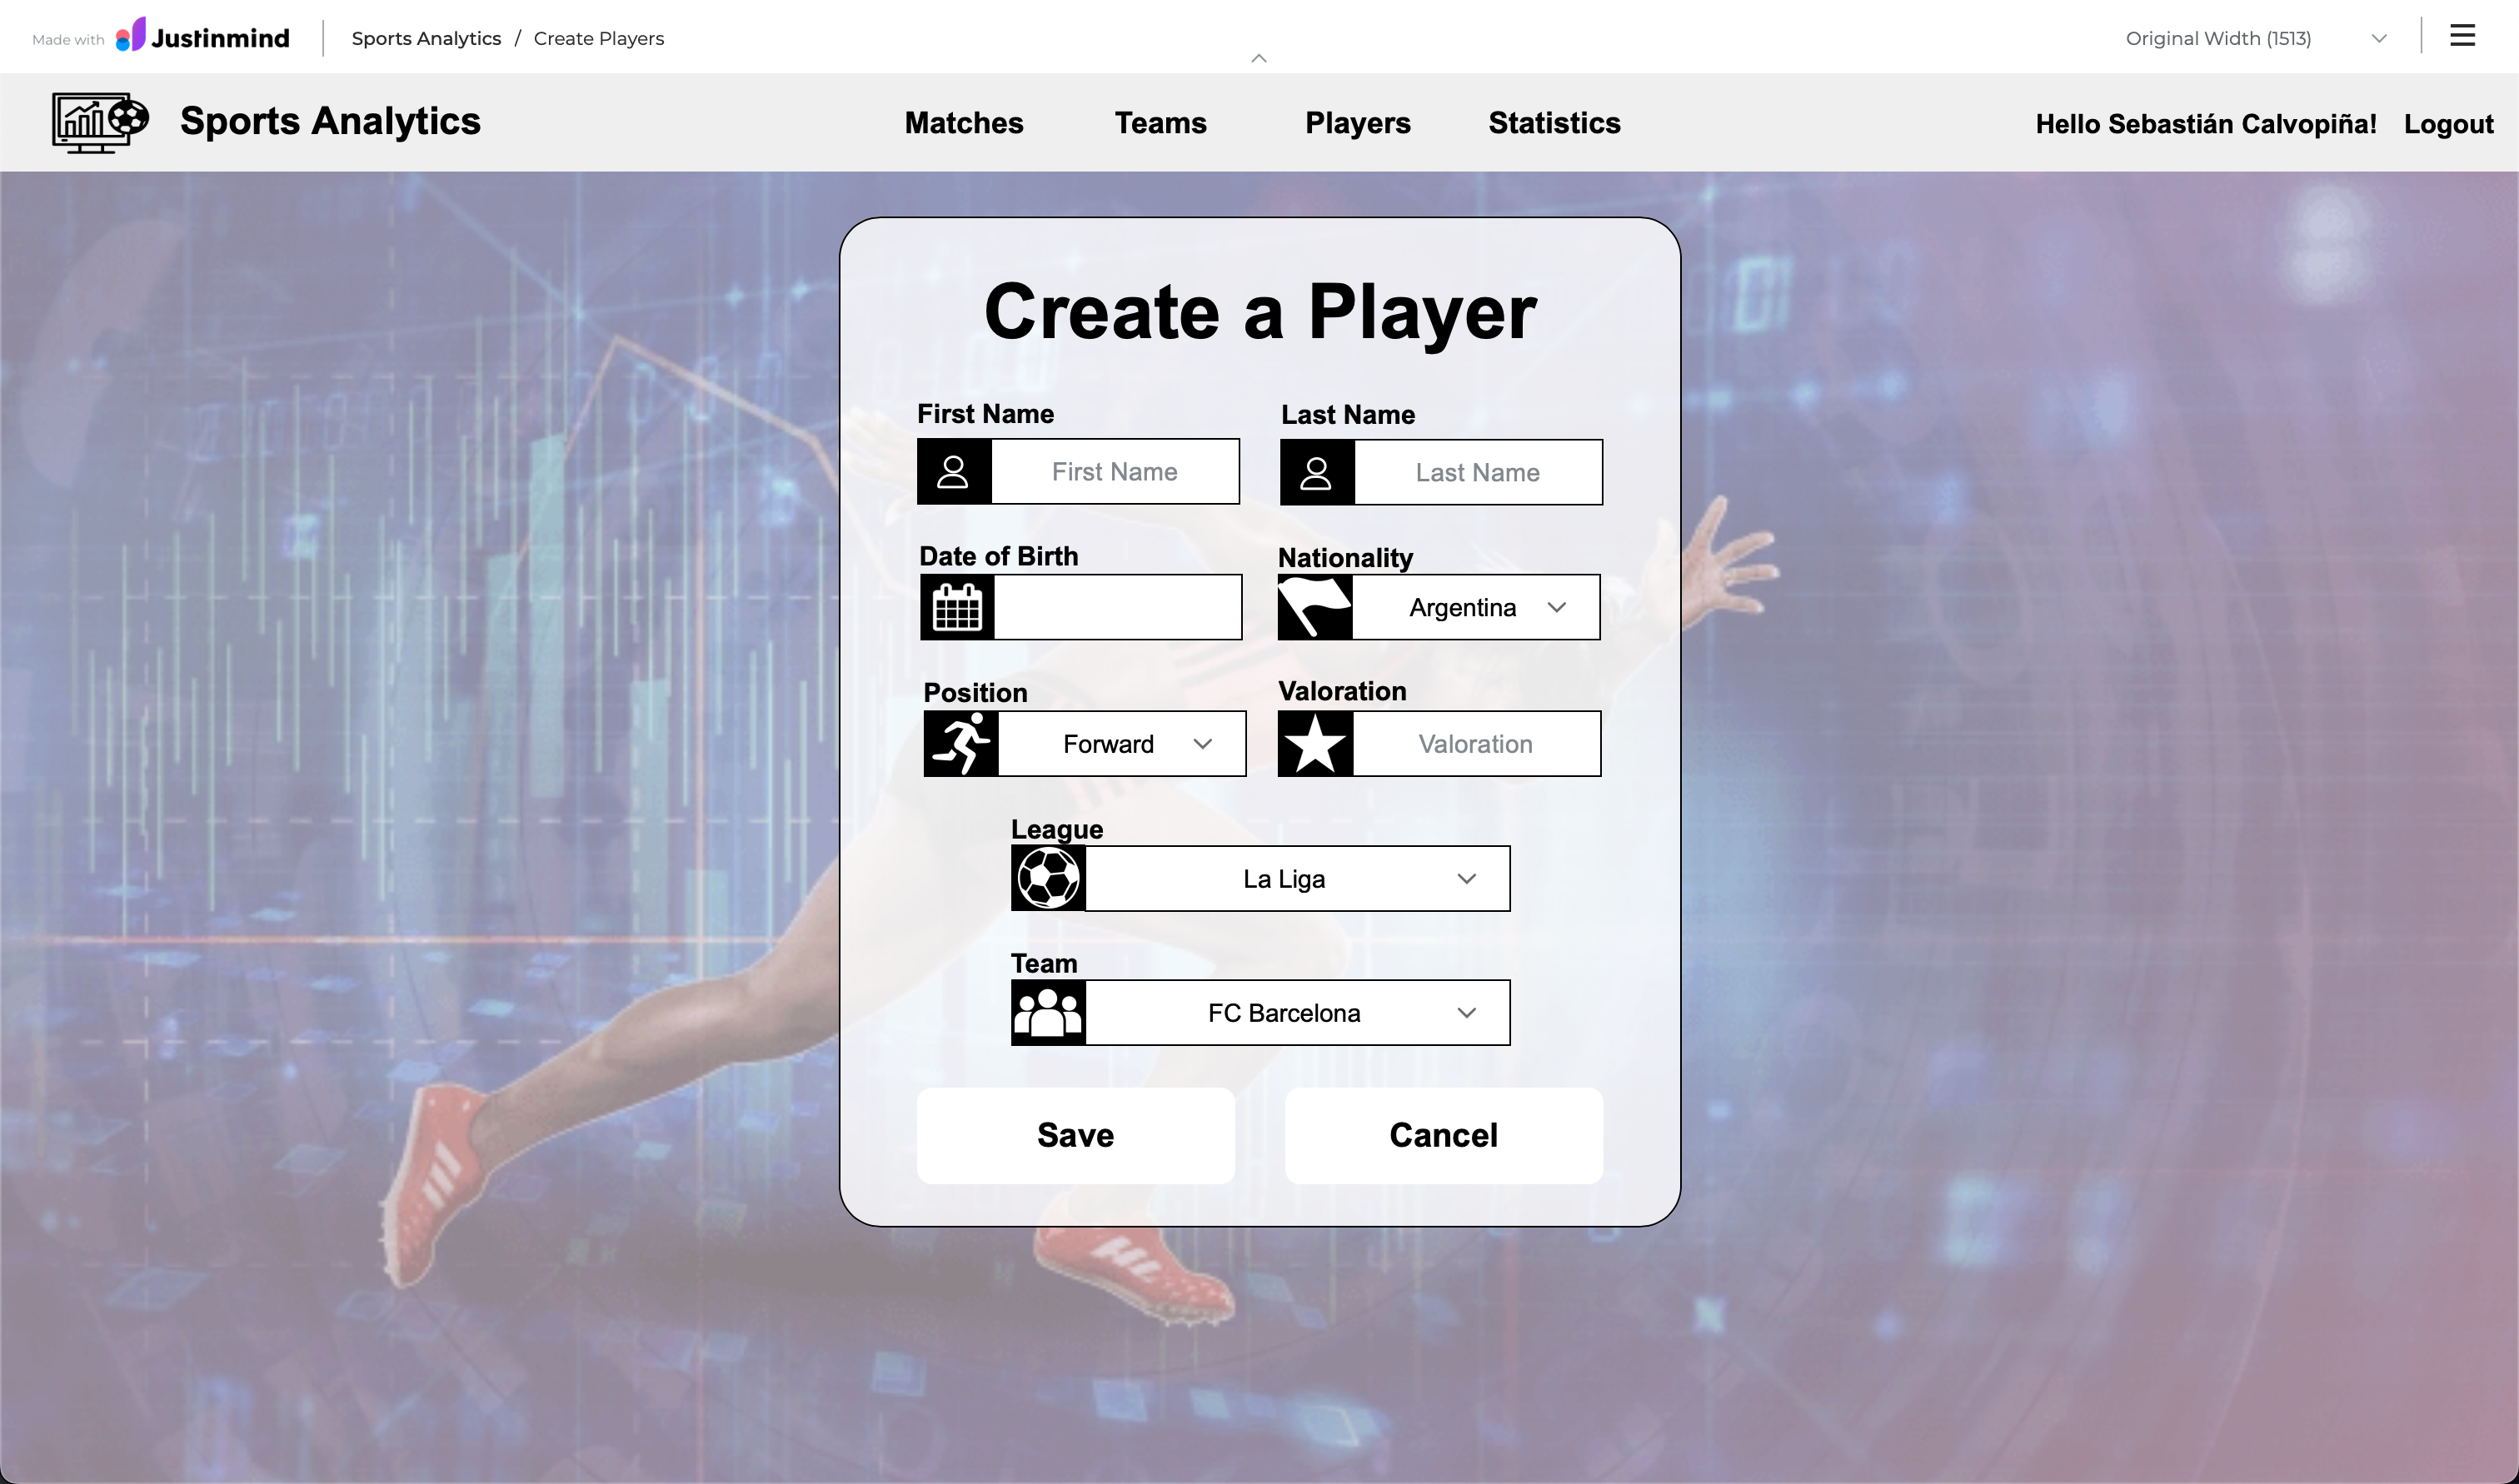 Made with Justinmind Sports Analytics / Create Players Original Width (1513)
Sports Analytics Matches Teams Players Statistics Hello Sebastián Calvopiña! Logout
Create a Player
First Name Last Name
First Name Last Name
Date of Birth Nationality
Argentina
Position Valoration
Forward Valoration
League
La Liga
Team
FC Barcelona
Save Cancel